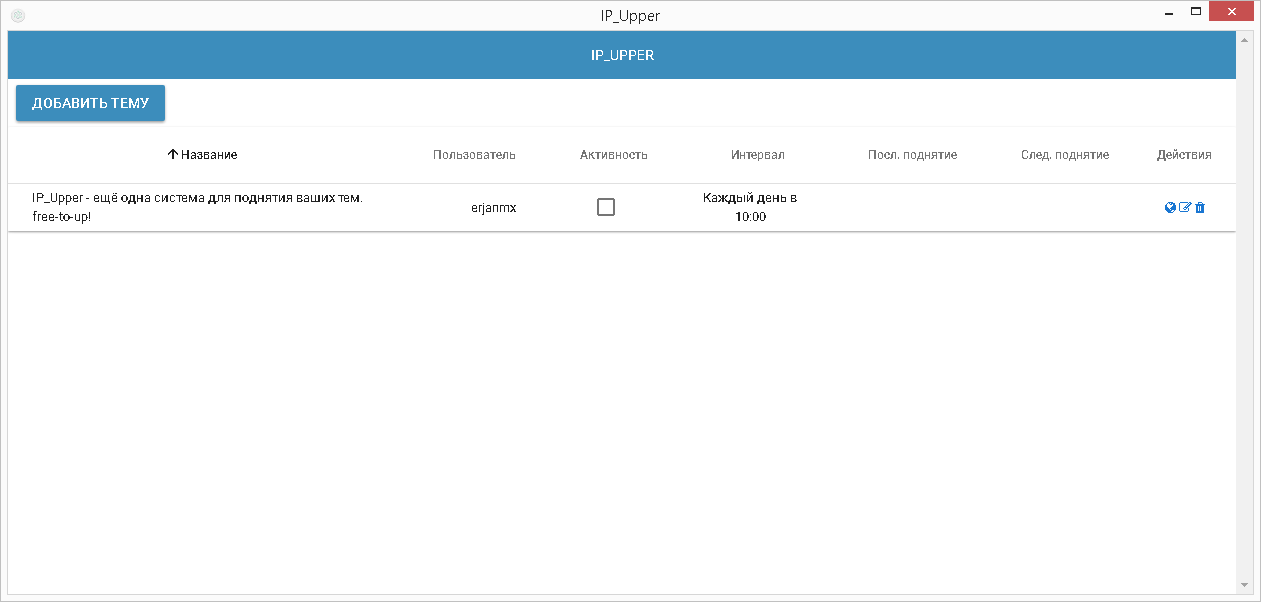 IP_Upper
IP_UPPER
ДОБАВИТЬ ТЕМУ
Название Пользователь Активность Интервал Посл. поднятие След. поднятие Действия
IP_Upper - ещё одна система для поднятия ваших тем.
free-to-up!
erjanmx
Каждый день в
10:00